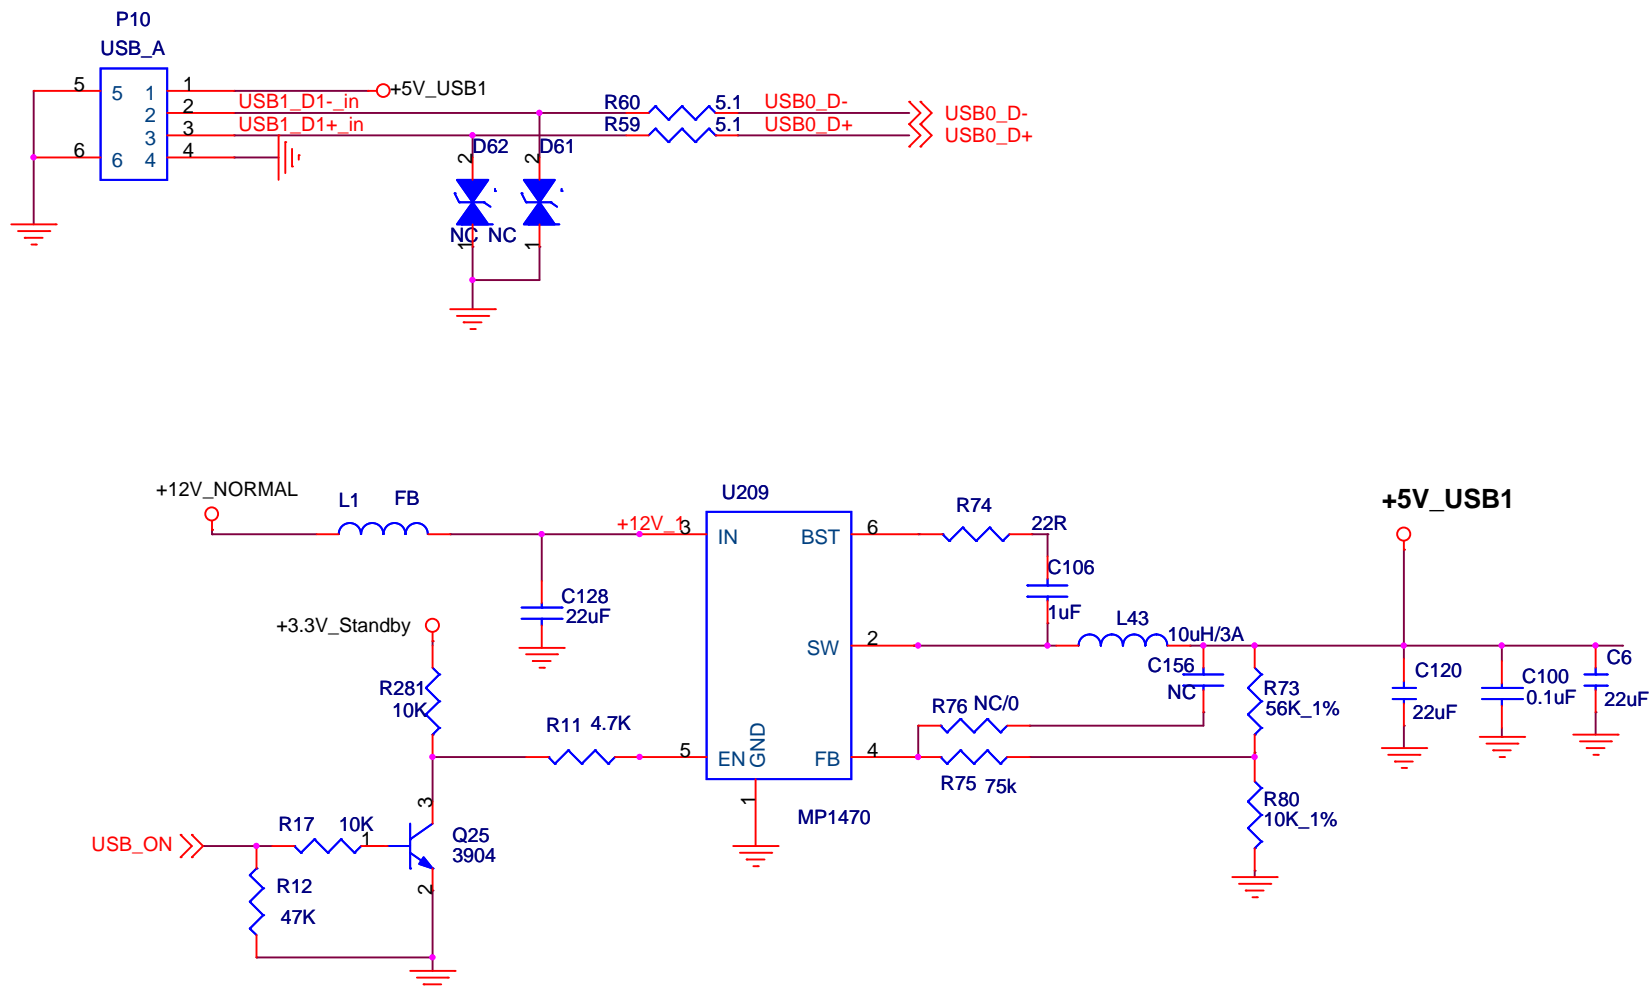 P10
USB_A
5 5 1 1 +5V_USB1
2 2 USB1_D1-_in R60 5.1 USB0_D- USB0_D-
3 3 USB1_D1+_in R59 5.1 USB0_D+ USB0_D+
6 6 4 4
2 D62 2 D61
NC NC
1 1
+12V_NORMAL L1 FB U209 +5V_USB1
+12V_1 3 IN BST 6 R74 22R
C128
22uF
C106
1uF
+3.3V_Standby
SW 2 L43 10uH/3A
C156
NC
R281
10K
R73
56K_1%
C120
22uF
C100
0.1uF
C6
22uF
R76 NC/0
R11 4.7K 5 EN GND FB 4
R75 75k
1
MP1470
R80
10K_1%
3
USB_ON R17 10K 1 Q25
3904
2
R12
47K